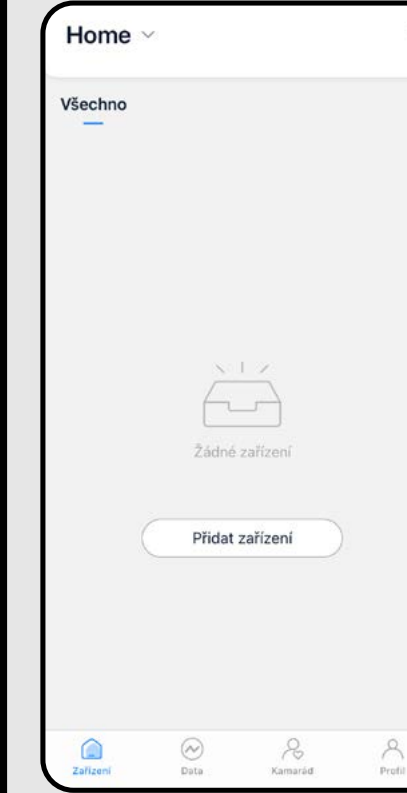 Home
Všechno
Žádné zařízení
Přidat zařízení
Zařízení
Data
Kamarád
Profil